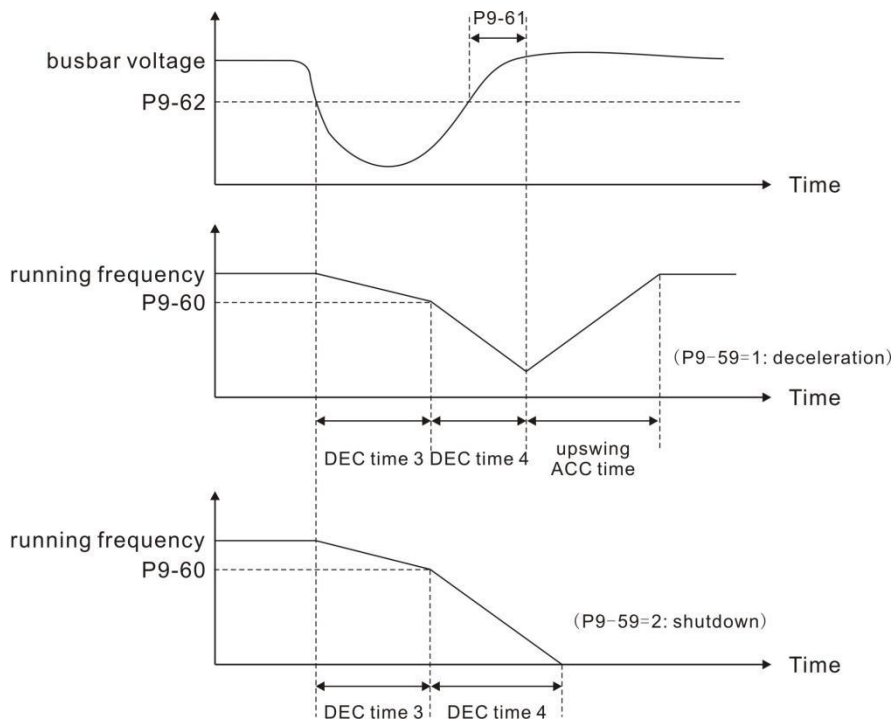 P9-61
busbar voltage
P9-62
Time
running frequency
P9-60
(P9-59=1: deceleration)
Time
DEC time 3 DEC time 4 upswing
ACC time
running frequency
P9-60
(P9-59=2: shutdown)
Time
DEC time 3 DEC time 4